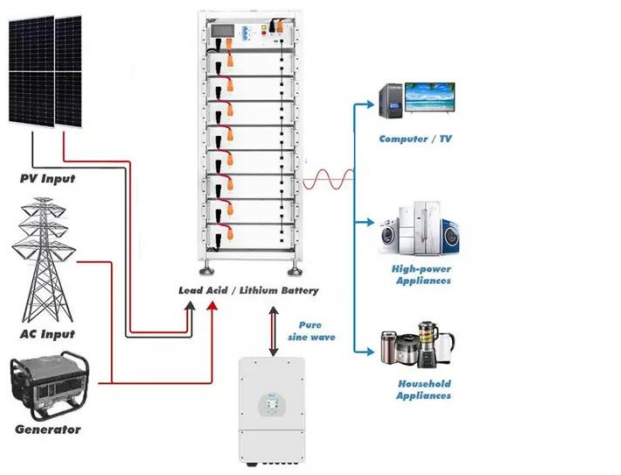 PV Input
AC Input
Generator
Lead Acid / Lithium Battery
Pure
sine wave
Computer / TV
High-power
Appliances
Household
Appliances